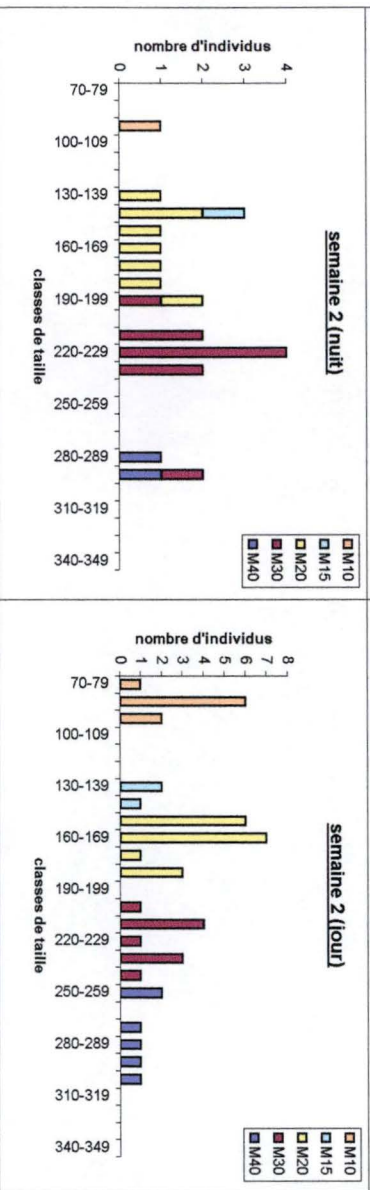 semaine 2 (nuit)
nombre d'individus
4
3
2
1
0
70-79
100-109
130-139
160-169
190-199
220-229
250-259
280-289
310-319
340-349
classes de taille
M10
M15
M20
M30
M40
semaine 2 (jour)
nombre d'individus
8
7
6
5
4
3
2
1
0
70-79
100-109
130-139
160-169
190-199
220-229
250-259
280-289
310-319
340-349
classes de taille
M10
M15
M20
M30
M40